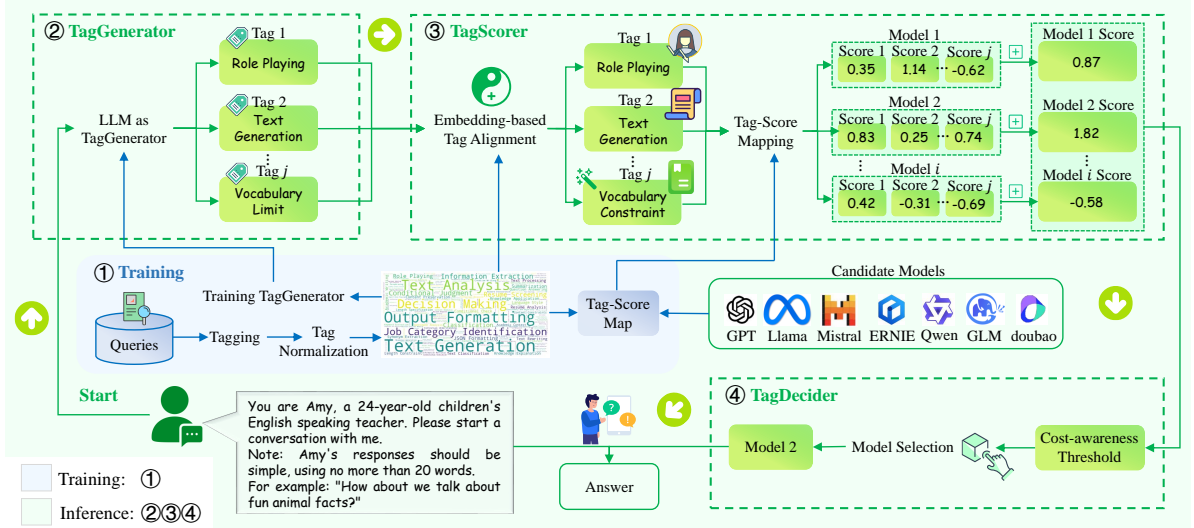 ② TagGenerator
LLM as
TagGenerator
Tag 1
Role Playing
Tag 2
Text
Generation
Tag j
Vocabulary
Limit
③ TagScorer
Embedding-based
Tag Alignment
Tag 1
Role Playing
Tag 2
Text
Generation
Tag j
Vocabulary
Constraint
Tag-Score
Mapping
Model 1
Score 1 Score 2 Score j
0.35 1.14 ··· -0.62
Model 2
Score 1 Score 2 Score j
0.83 0.25 ··· 0.74
Model i
Score 1 Score 2 Score j
0.42 -0.31 ··· -0.69
Model 1 Score
0.87
Model 2 Score
1.82
Model i Score
-0.58
① Training
Queries
Tagging
Tag
Normalization
Training TagGenerator
Role Playing Information Extraction
Text Analysis
Conditional Judgment
Decision Making
Output Formatting
Job Category Identification
JSON Formatting
Text Generation
Text Classification
Tag-Score
Map
Candidate Models
GPT Llama Mistral ERNIE Qwen GLM doubao
Start
You are Amy, a 24-year-old children's
English speaking teacher. Please start a
conversation with me.
Note: Amy's responses should be
simple, using no more than 20 words.
For example: "How about we talk about
fun animal facts?"
Answer
④ TagDecider
Model 2
Model Selection
Cost-awareness
Threshold
Training: ①
Inference: ②③④